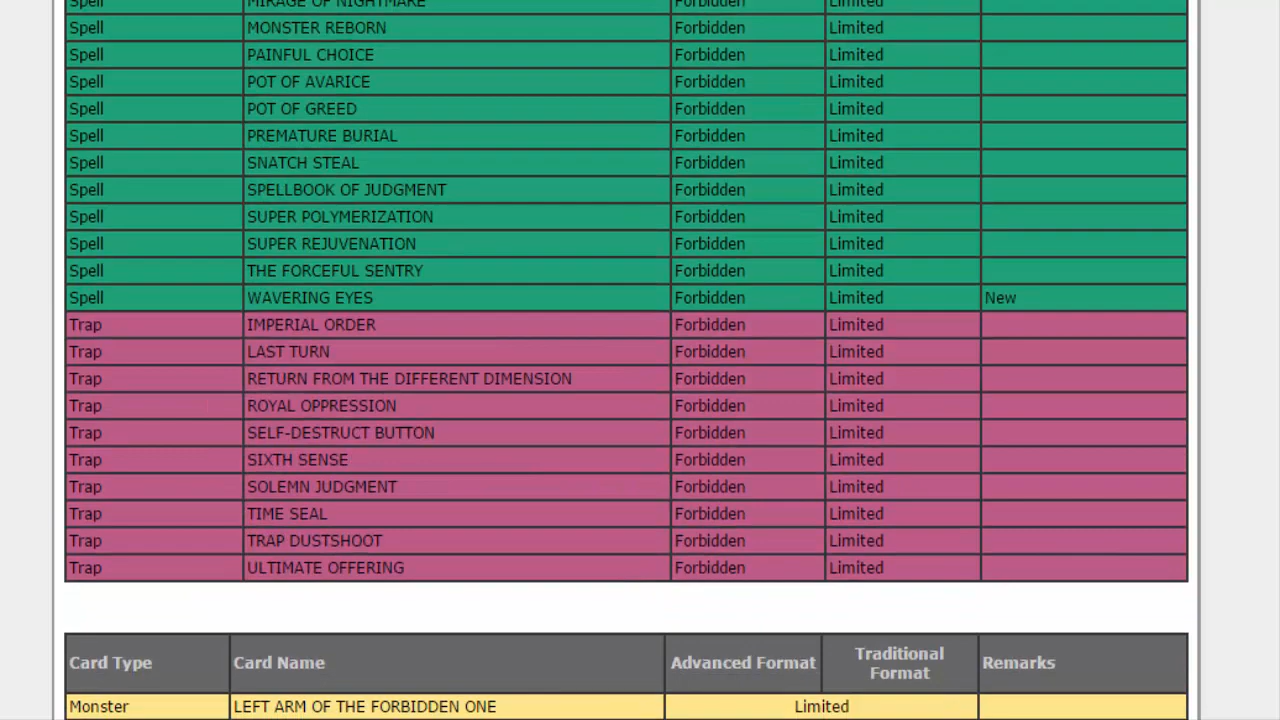 Spell MIRAGE OF NIGHTMARE Forbidden Limited
Spell MONSTER REBORN Forbidden Limited
Spell PAINFUL CHOICE Forbidden Limited
Spell POT OF AVARICE Forbidden Limited
Spell POT OF GREED Forbidden Limited
Spell PREMATURE BURIAL Forbidden Limited
Spell SNATCH STEAL Forbidden Limited
Spell SPELLBOOK OF JUDGMENT Forbidden Limited
Spell SUPER POLYMERIZATION Forbidden Limited
Spell SUPER REJUVENATION Forbidden Limited
Spell THE FORCEFUL SENTRY Forbidden Limited
Spell WAVERING EYES Forbidden Limited New
Trap IMPERIAL ORDER Forbidden Limited
Trap LAST TURN Forbidden Limited
Trap RETURN FROM THE DIFFERENT DIMENSION Forbidden Limited
Trap ROYAL OPPRESSION Forbidden Limited
Trap SELF-DESTRUCT BUTTON Forbidden Limited
Trap SIXTH SENSE Forbidden Limited
Trap SOLEMN JUDGMENT Forbidden Limited
Trap TIME SEAL Forbidden Limited
Trap TRAP DUSTSHOOT Forbidden Limited
Trap ULTIMATE OFFERING Forbidden Limited
Card Type Card Name Advanced Format Traditional Format Remarks
Monster LEFT ARM OF THE FORBIDDEN ONE Limited